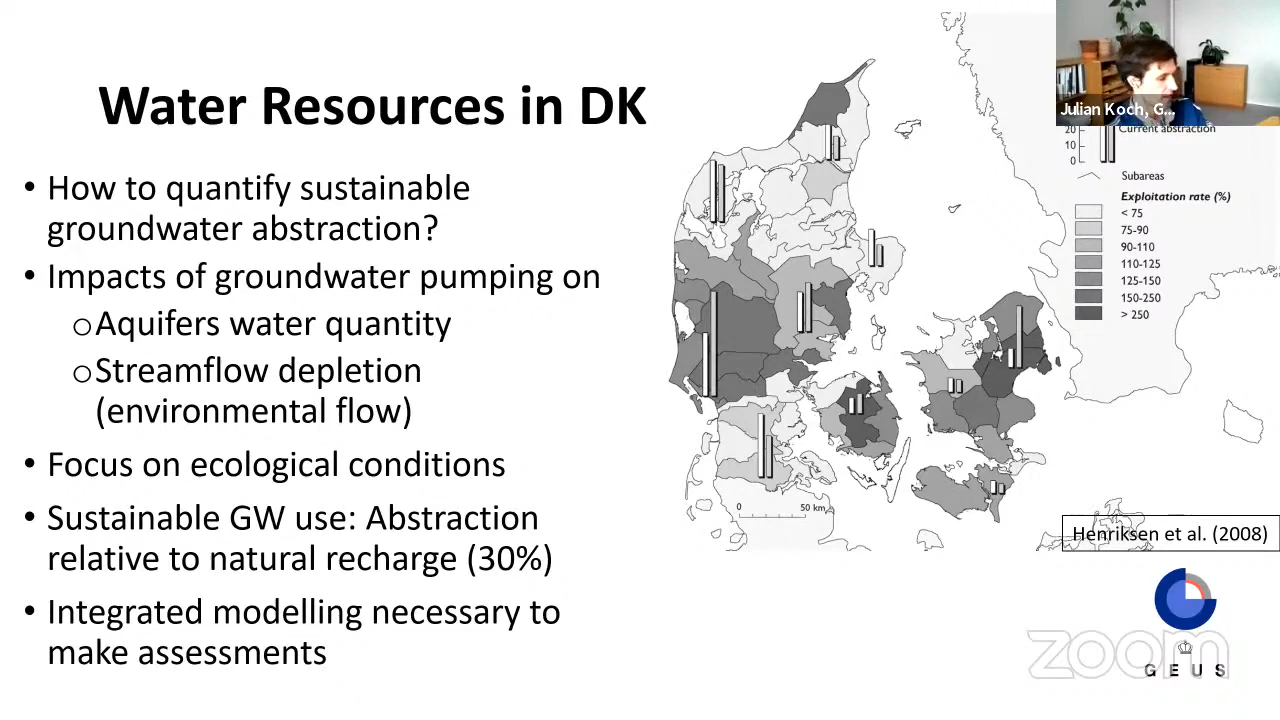 Water Resources in DK
• How to quantify sustainable
groundwater abstraction?
• Impacts of groundwater pumping on
oAquifers water quantity
oStreamflow depletion
(environmental flow)
• Focus on ecological conditions
• Sustainable GW use: Abstraction
relative to natural recharge (30%)
• Integrated modelling necessary to
make assessments
Julian Koch, G...
20
10
0
Current abstraction
Subareas
Exploitation rate (%)
< 75
75-90
90-110
110-125
125-150
150-250
> 250
0 50 km
Henriksen et al. (2008)
zoom
G E U S